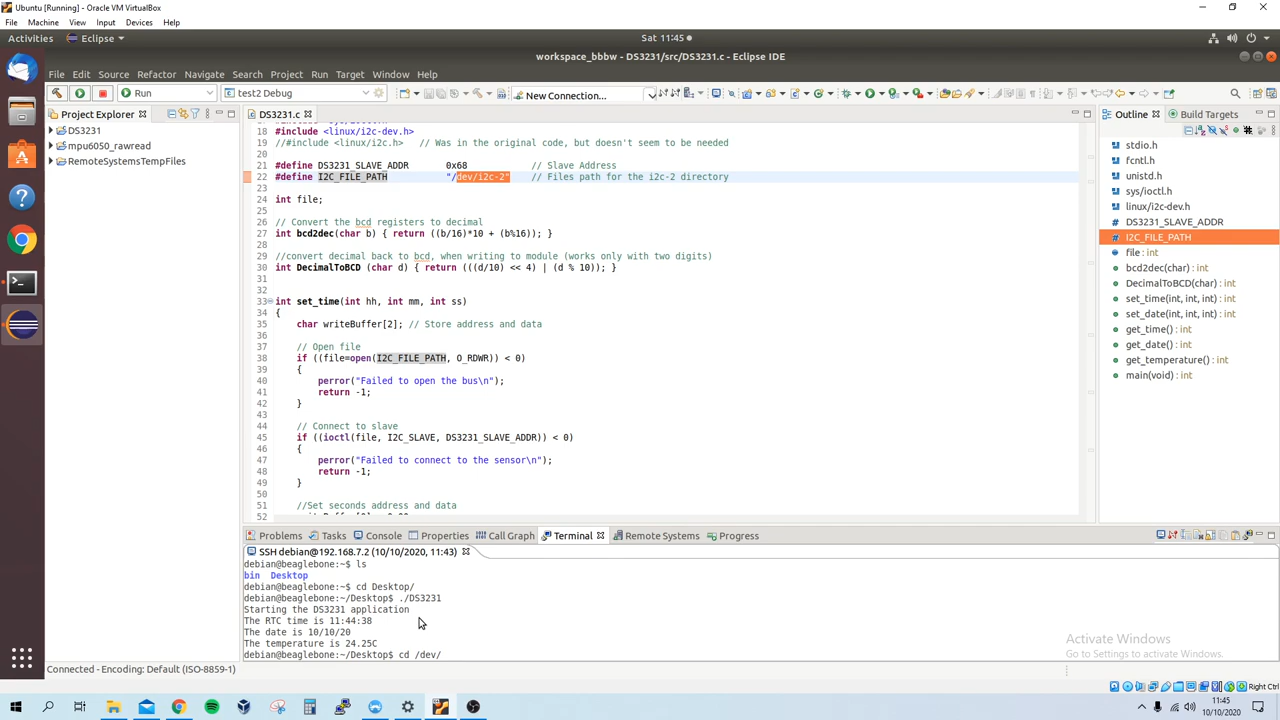 Ubuntu [Running] - Oracle VM VirtualBox
File Machine View Input Devices Help
Activities Eclipse Sat 11:45
workspace_bbbw - DS3231/src/DS3231.c - Eclipse IDE
File Edit Source Refactor Navigate Search Project Run Target Window Help
Run test2 Debug New Connection...
Project Explorer
DS3231
mpu6050_rawread
RemoteSystemsTempFiles
DS3231.c
18 #include <linux/i2c-dev.h>
19 //#include <linux/i2c.h> // Was in the original code, but doesn't seem to be needed
20
21 #define DS3231_SLAVE_ADDR 0x68 // Slave Address
22 #define I2C_FILE_PATH "/dev/i2c-2" // Files path for the i2c-2 directory
23
24 int file;
25
26 // Convert the bcd registers to decimal
27 int bcd2dec(char b) { return ((b/16)*10 + (b%16)); }
28
29 //convert decimal back to bcd, when writing to module (works only with two digits)
30 int DecimalToBCD (char d) { return (((d/10) << 4) | (d % 10)); }
31
32
33 int set_time(int hh, int mm, int ss)
34 {
35 char writeBuffer[2]; // Store address and data
36
37 // Open file
38 if ((file=open(I2C_FILE_PATH, O_RDWR)) < 0)
39 {
40 perror("Failed to open the bus\n");
41 return -1;
42 }
43
44 // Connect to slave
45 if ((ioctl(file, I2C_SLAVE, DS3231_SLAVE_ADDR)) < 0)
46 {
47 perror("Failed to connect to the sensor\n");
48 return -1;
49 }
50
51 //Set seconds address and data
52
Outline Build Targets
stdio.h
fcntl.h
unistd.h
sys/ioctl.h
linux/i2c-dev.h
DS3231_SLAVE_ADDR
I2C_FILE_PATH
file : int
bcd2dec(char) : int
DecimalToBCD(char) : int
set_time(int, int, int) : int
set_date(int, int, int) : int
get_time() : int
get_date() : int
get_temperature() : int
main(void) : int
Problems Tasks Console Properties Call Graph Terminal Remote Systems Progress
SSH debian@192.168.7.2 (10/10/2020, 11:43)
debian@beaglebone:~$ ls
bin Desktop
debian@beaglebone:~$ cd Desktop/
debian@beaglebone:~/Desktop$ ./DS3231
Starting the DS3231 application
The RTC time is 11:44:38
The date is 10/10/20
The temperature is 24.25C
debian@beaglebone:~/Desktop$ cd /dev/
Connected - Encoding: Default (ISO-8859-1)
Activate Windows
Go to Settings to activate Windows.
Right Ctrl
11:45
10/10/2020